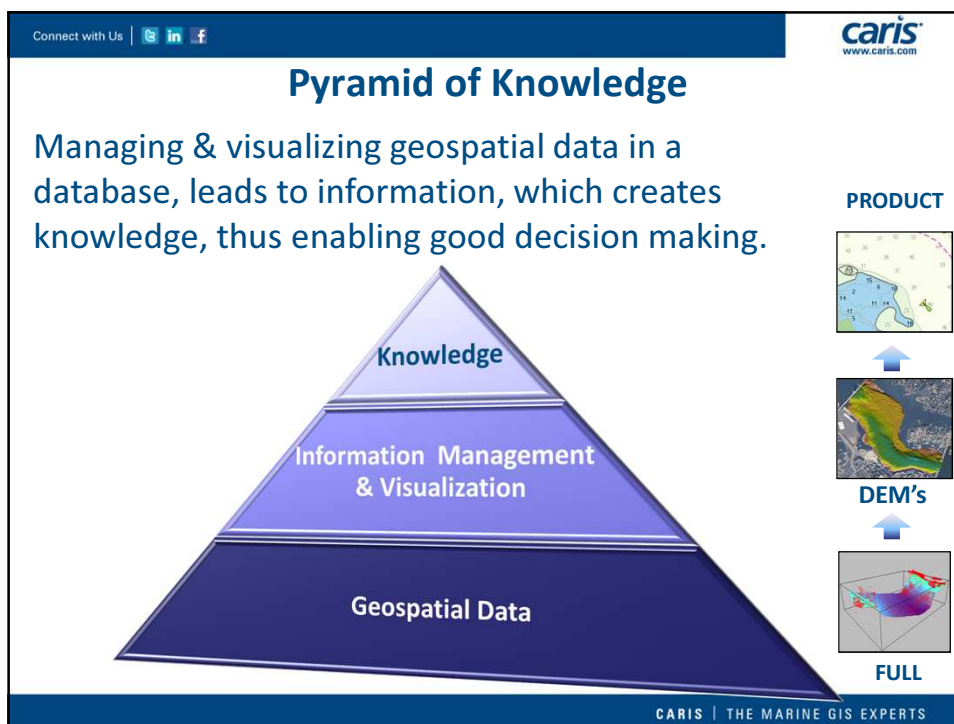 Connect with Us
caris
www.caris.com
Pyramid of Knowledge
Managing & visualizing geospatial data in a
database, leads to information, which creates
knowledge, thus enabling good decision making.
Knowledge
Information Management
& Visualization
Geospatial Data
PRODUCT
DEM's
FULL
CARIS | THE MARINE GIS EXPERTS